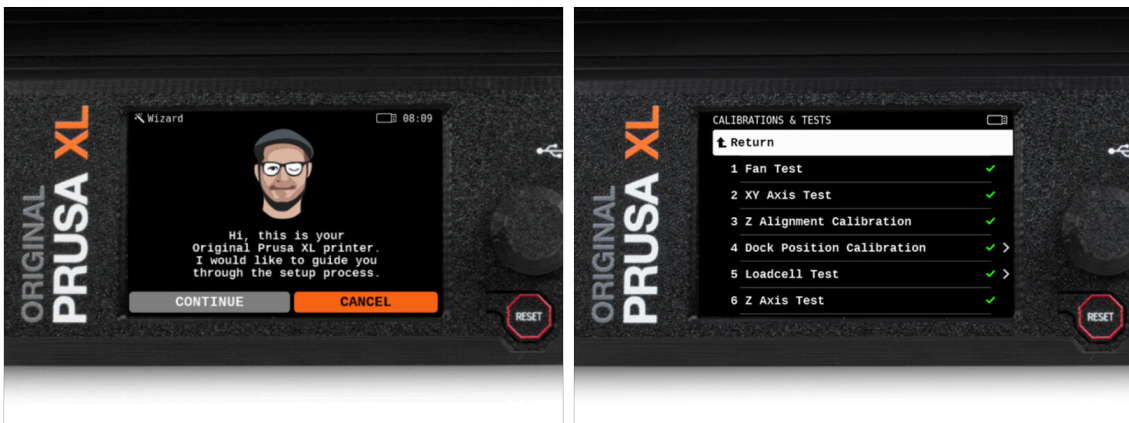 ORIGINAL
PRUSA XL
Wizard
08:09
Hi, this is your
Original Prusa XL printer.
I would like to guide you
through the setup process.
CONTINUE
CANCEL
RESET
ORIGINAL
PRUSA XL
CALIBRATIONS & TESTS
Return
1 Fan Test
2 XY Axis Test
3 Z Alignment Calibration
4 Dock Position Calibration
5 Loadcell Test
6 Z Axis Test
RESET